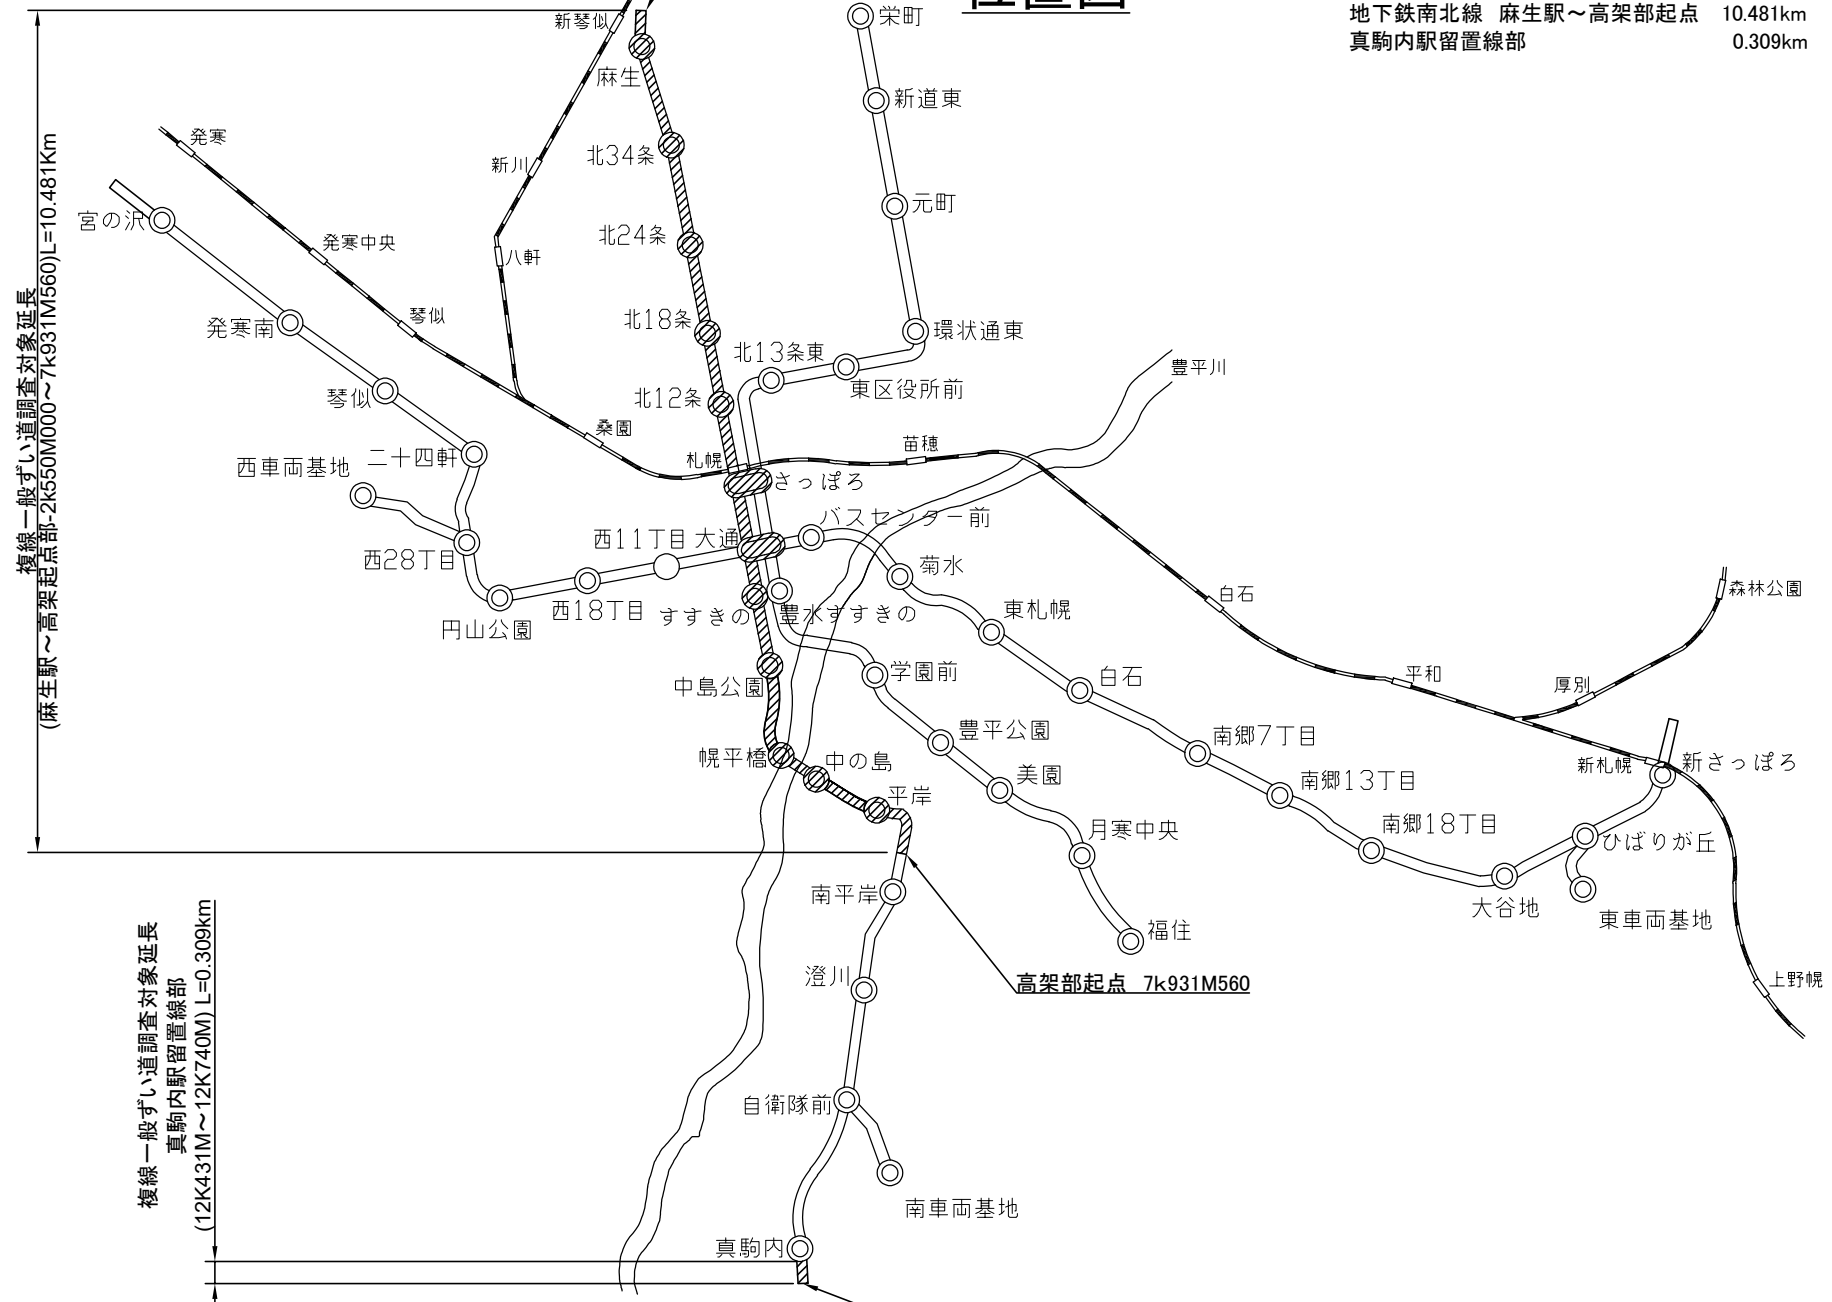 地下鉄南北線 麻生駅～高架部起点 10.481km
真駒内駅留置線部 0.309km
新琴似
栄町
麻生
新道東
発寒
北34条
新川
宮の沢
元町
北24条
発寒中央
八軒
琴似
北18条
発寒南
環状通東
北13条東
豊平川
東区役所前
琴似
北12条
桑園
苗穂
二十四軒
西車両基地
札幌
さっぽろ
バスセンター前
西11丁目
大通
西28丁目
菊水
白石
森林公園
西18丁目
すすきの
豊水すすきの
東札幌
円山公園
学園前
白石
平和
厚別
中島公園
豊平公園
南郷7丁目
幌平橋
中の島
新札幌
新さっぽろ
美園
南郷13丁目
平岸
月寒中央
南郷18丁目
ひばりが丘
南平岸
大谷地
東車両基地
福住
澄川
高架部起点 7k931M560
上野幌
自衛隊前
南車両基地
真駒内
複線一般ずい道調査対象延長
(麻生駅～高架起点部-2k550M000～7k931M560)L=10.481Km
複線一般ずい道調査対象延長
真駒内駅留置線部
(12K431M～12K740M) L=0.309km